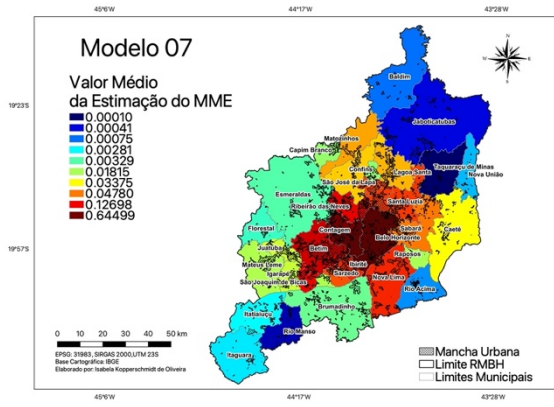 45°6'W 44°17'W 43°28'W
Modelo 07
N
Valor Médio
da Estimação do MME
0.00010
0.00041
0.00075
0.00281
0.00329
0.01815
0.03375
0.04780
0.12698
0.64499
19°23'S
19°57'S
Baldim
Jaboticatubas
Matozinhos
Capim Branco
Taquaraçu de Minas
Confins
Lagoa Santa
Nova União
São José da Lapa
Esmeraldas
Ribeirão das Neves
Santa Luzia
Florestal
Contagem
Sabará
Caeté
Belo Horizonte
Juatuba
Betim
Raposos
Mateus Leme
Ibirité
Igarapé
Sarzedo
Nova Lima
São Joaquim de Bicas
Rio Acima
Brumadinho
Itatiaiuçu
Rio Manso
Itaguara
0 10 20 30 40 50 km
EPSG: 31983, SIRGAS 2000,UTM 23S
Base Cartográfica: IBGE
Elaborado por: Isabela Kopperschmidt de Oliveira
Mancha Urbana
Limite RMBH
Limites Municipais
45°6'W 44°17'W 43°28'W